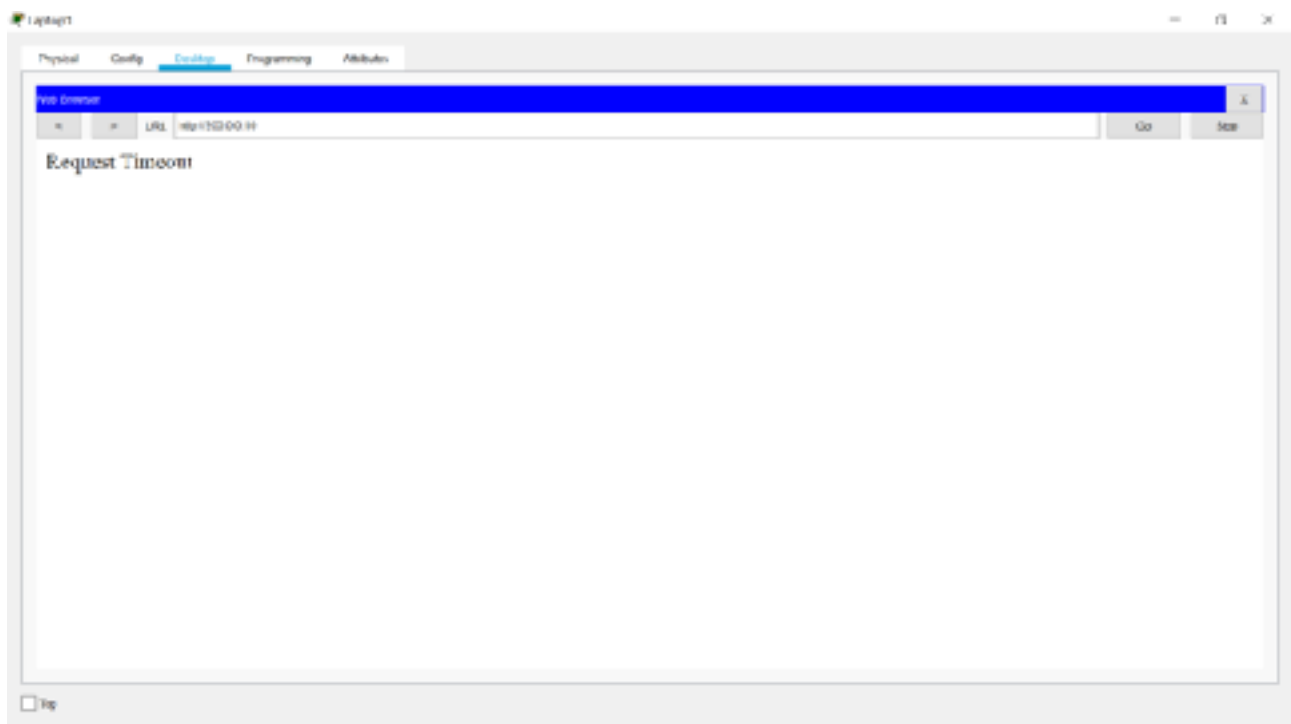 Physical Config Desktop Programming Attributes
Web Browser X
< > URL Go Stop
Request Timeout
Top